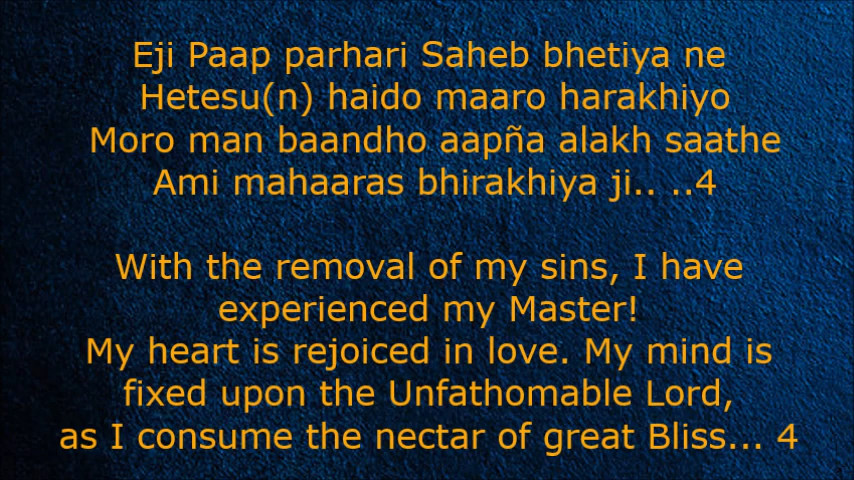 Eji Paap parhari Saheb bhetiya ne
Hetesu(n) haido maaro harakhiyo
Moro man baandho aapña alakh saathe
Ami mahaaras bhirakhiya ji.. ..4
With the removal of my sins, I have
experienced my Master!
My heart is rejoiced in love. My mind is
fixed upon the Unfathomable Lord,
as I consume the nectar of great Bliss... 4